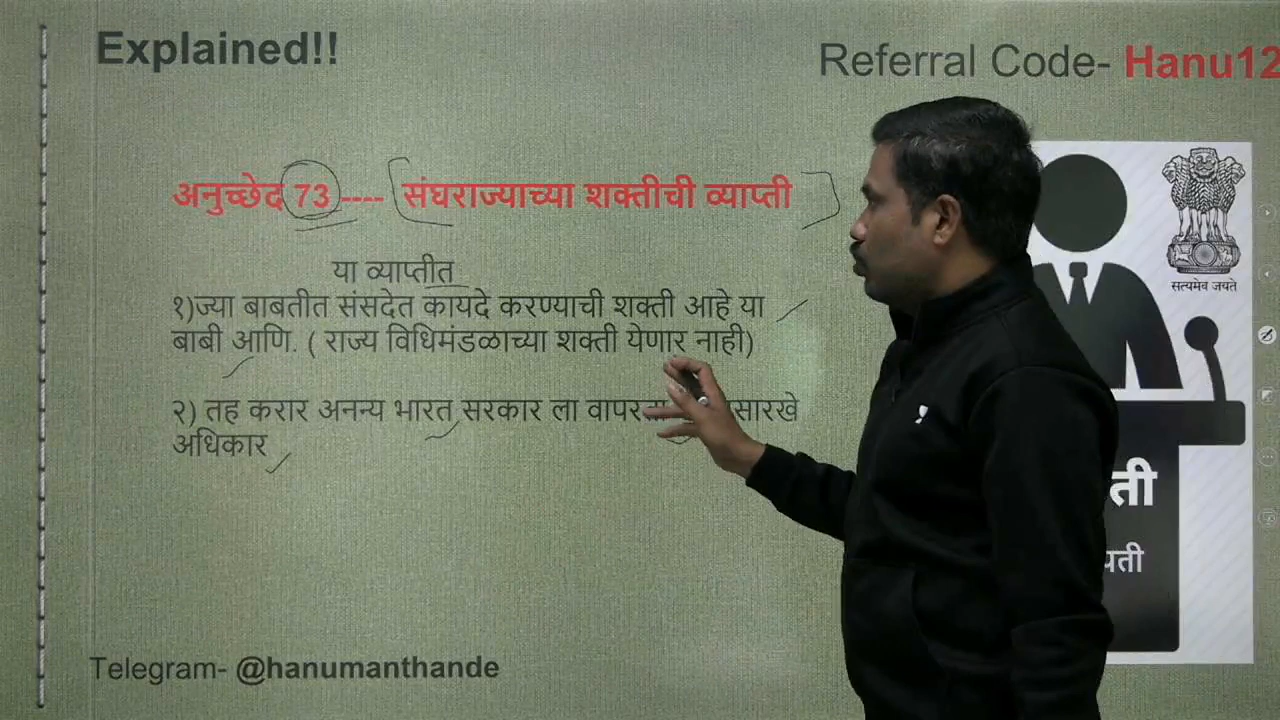 Explained!!
Referral Code- Hanu12
अनुच्छेद 73 ---- संघराज्याच्या शक्तीची व्याप्ती
या व्याप्तीत
१)ज्या बाबतीत संसदेत कायदे करण्याची शक्ती आहे या
बाबी आणि. ( राज्य विधिमंडळाच्या शक्ती येणार नाही)
२) तह करार अनन्य भारत सरकार ला
अधिकार
सत्यमेव जयते
Telegram- @hanumanthande